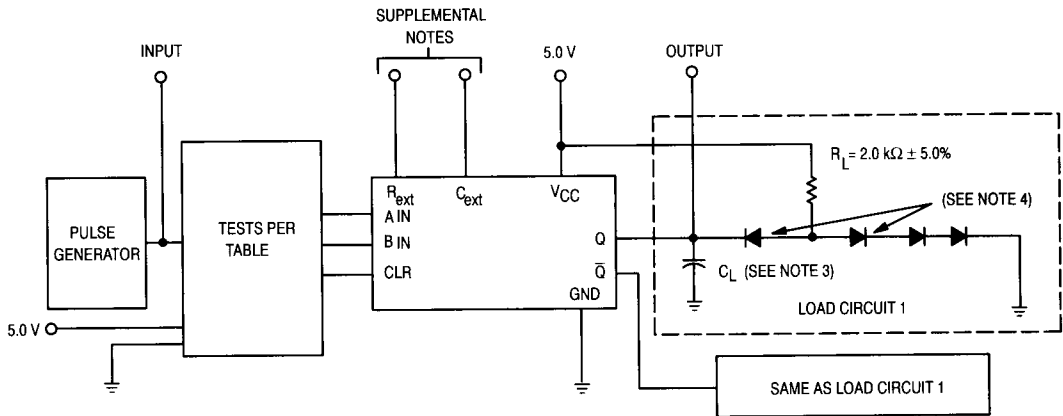 SUPPLEMENTAL
NOTES
INPUT
5.0 V
OUTPUT
R_L = 2.0 kΩ ± 5.0%
R_ext
C_ext
V_CC
(SEE NOTE 4)
PULSE
GENERATOR
TESTS PER
TABLE
A IN
B IN
CLR
Q
Q̅
GND
C_L (SEE NOTE 3)
LOAD CIRCUIT 1
5.0 V
SAME AS LOAD CIRCUIT 1